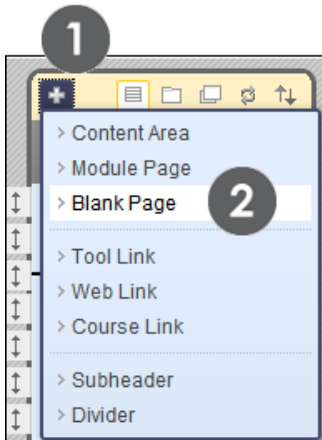 1
> Content Area
> Module Page
> Blank Page
2
> Tool Link
> Web Link
> Course Link
> Subheader
> Divider